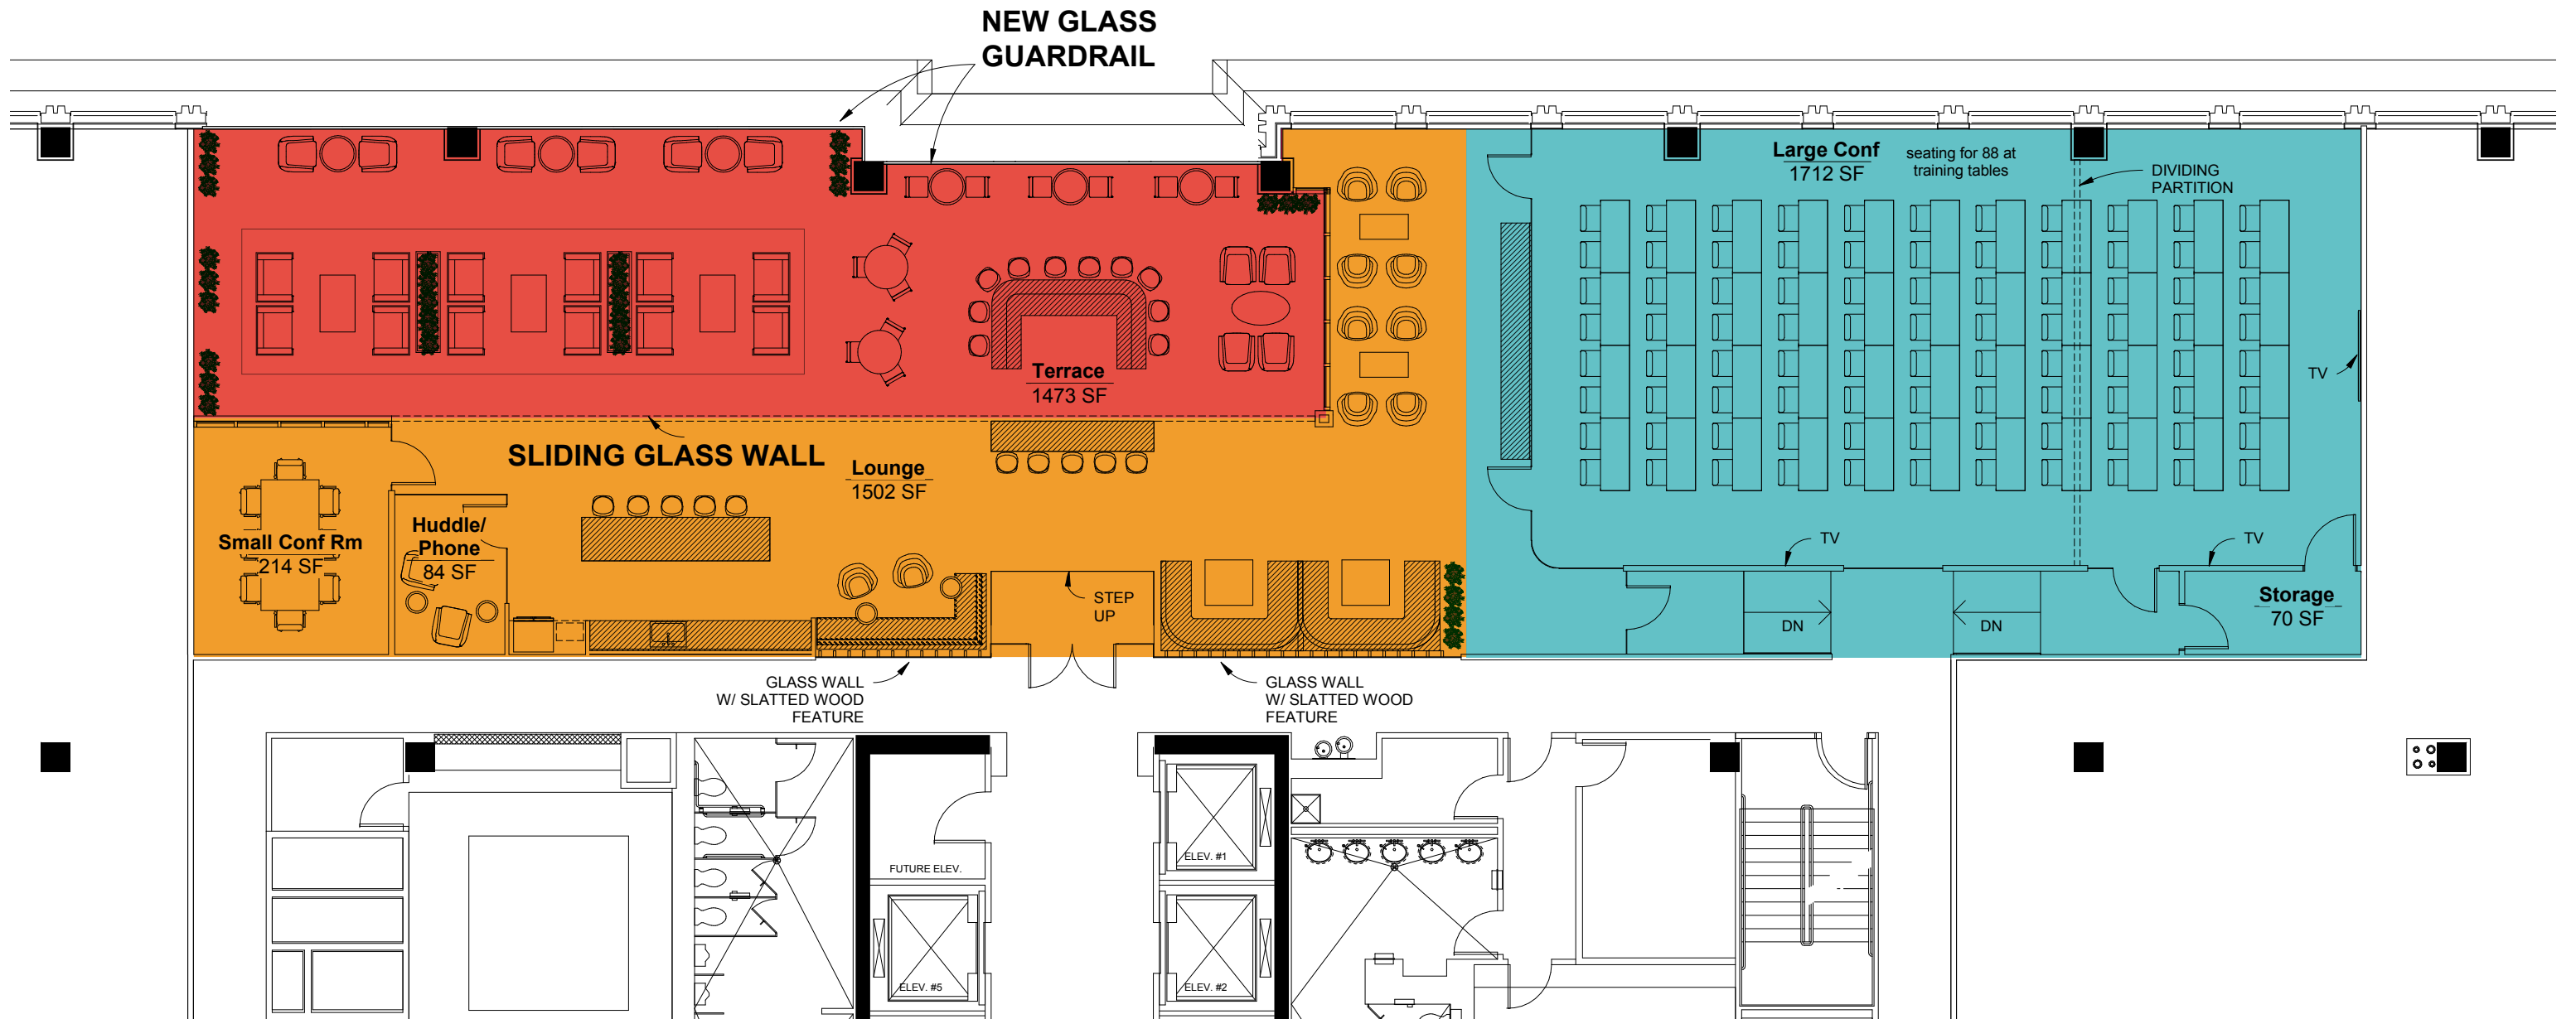 NEW GLASS
GUARDRAIL
Large Conf
1712 SF
seating for 88 at
training tables
DIVIDING
PARTITION
TV
Terrace
1473 SF
SLIDING GLASS WALL
Lounge
1502 SF
Small Conf Rm
214 SF
Huddle/
Phone
84 SF
STEP
UP
TV
TV
DN
DN
Storage
70 SF
GLASS WALL
W/ SLATTED WOOD
FEATURE
GLASS WALL
W/ SLATTED WOOD
FEATURE
FUTURE ELEV.
ELEV. #1
ELEV. #5
ELEV. #2